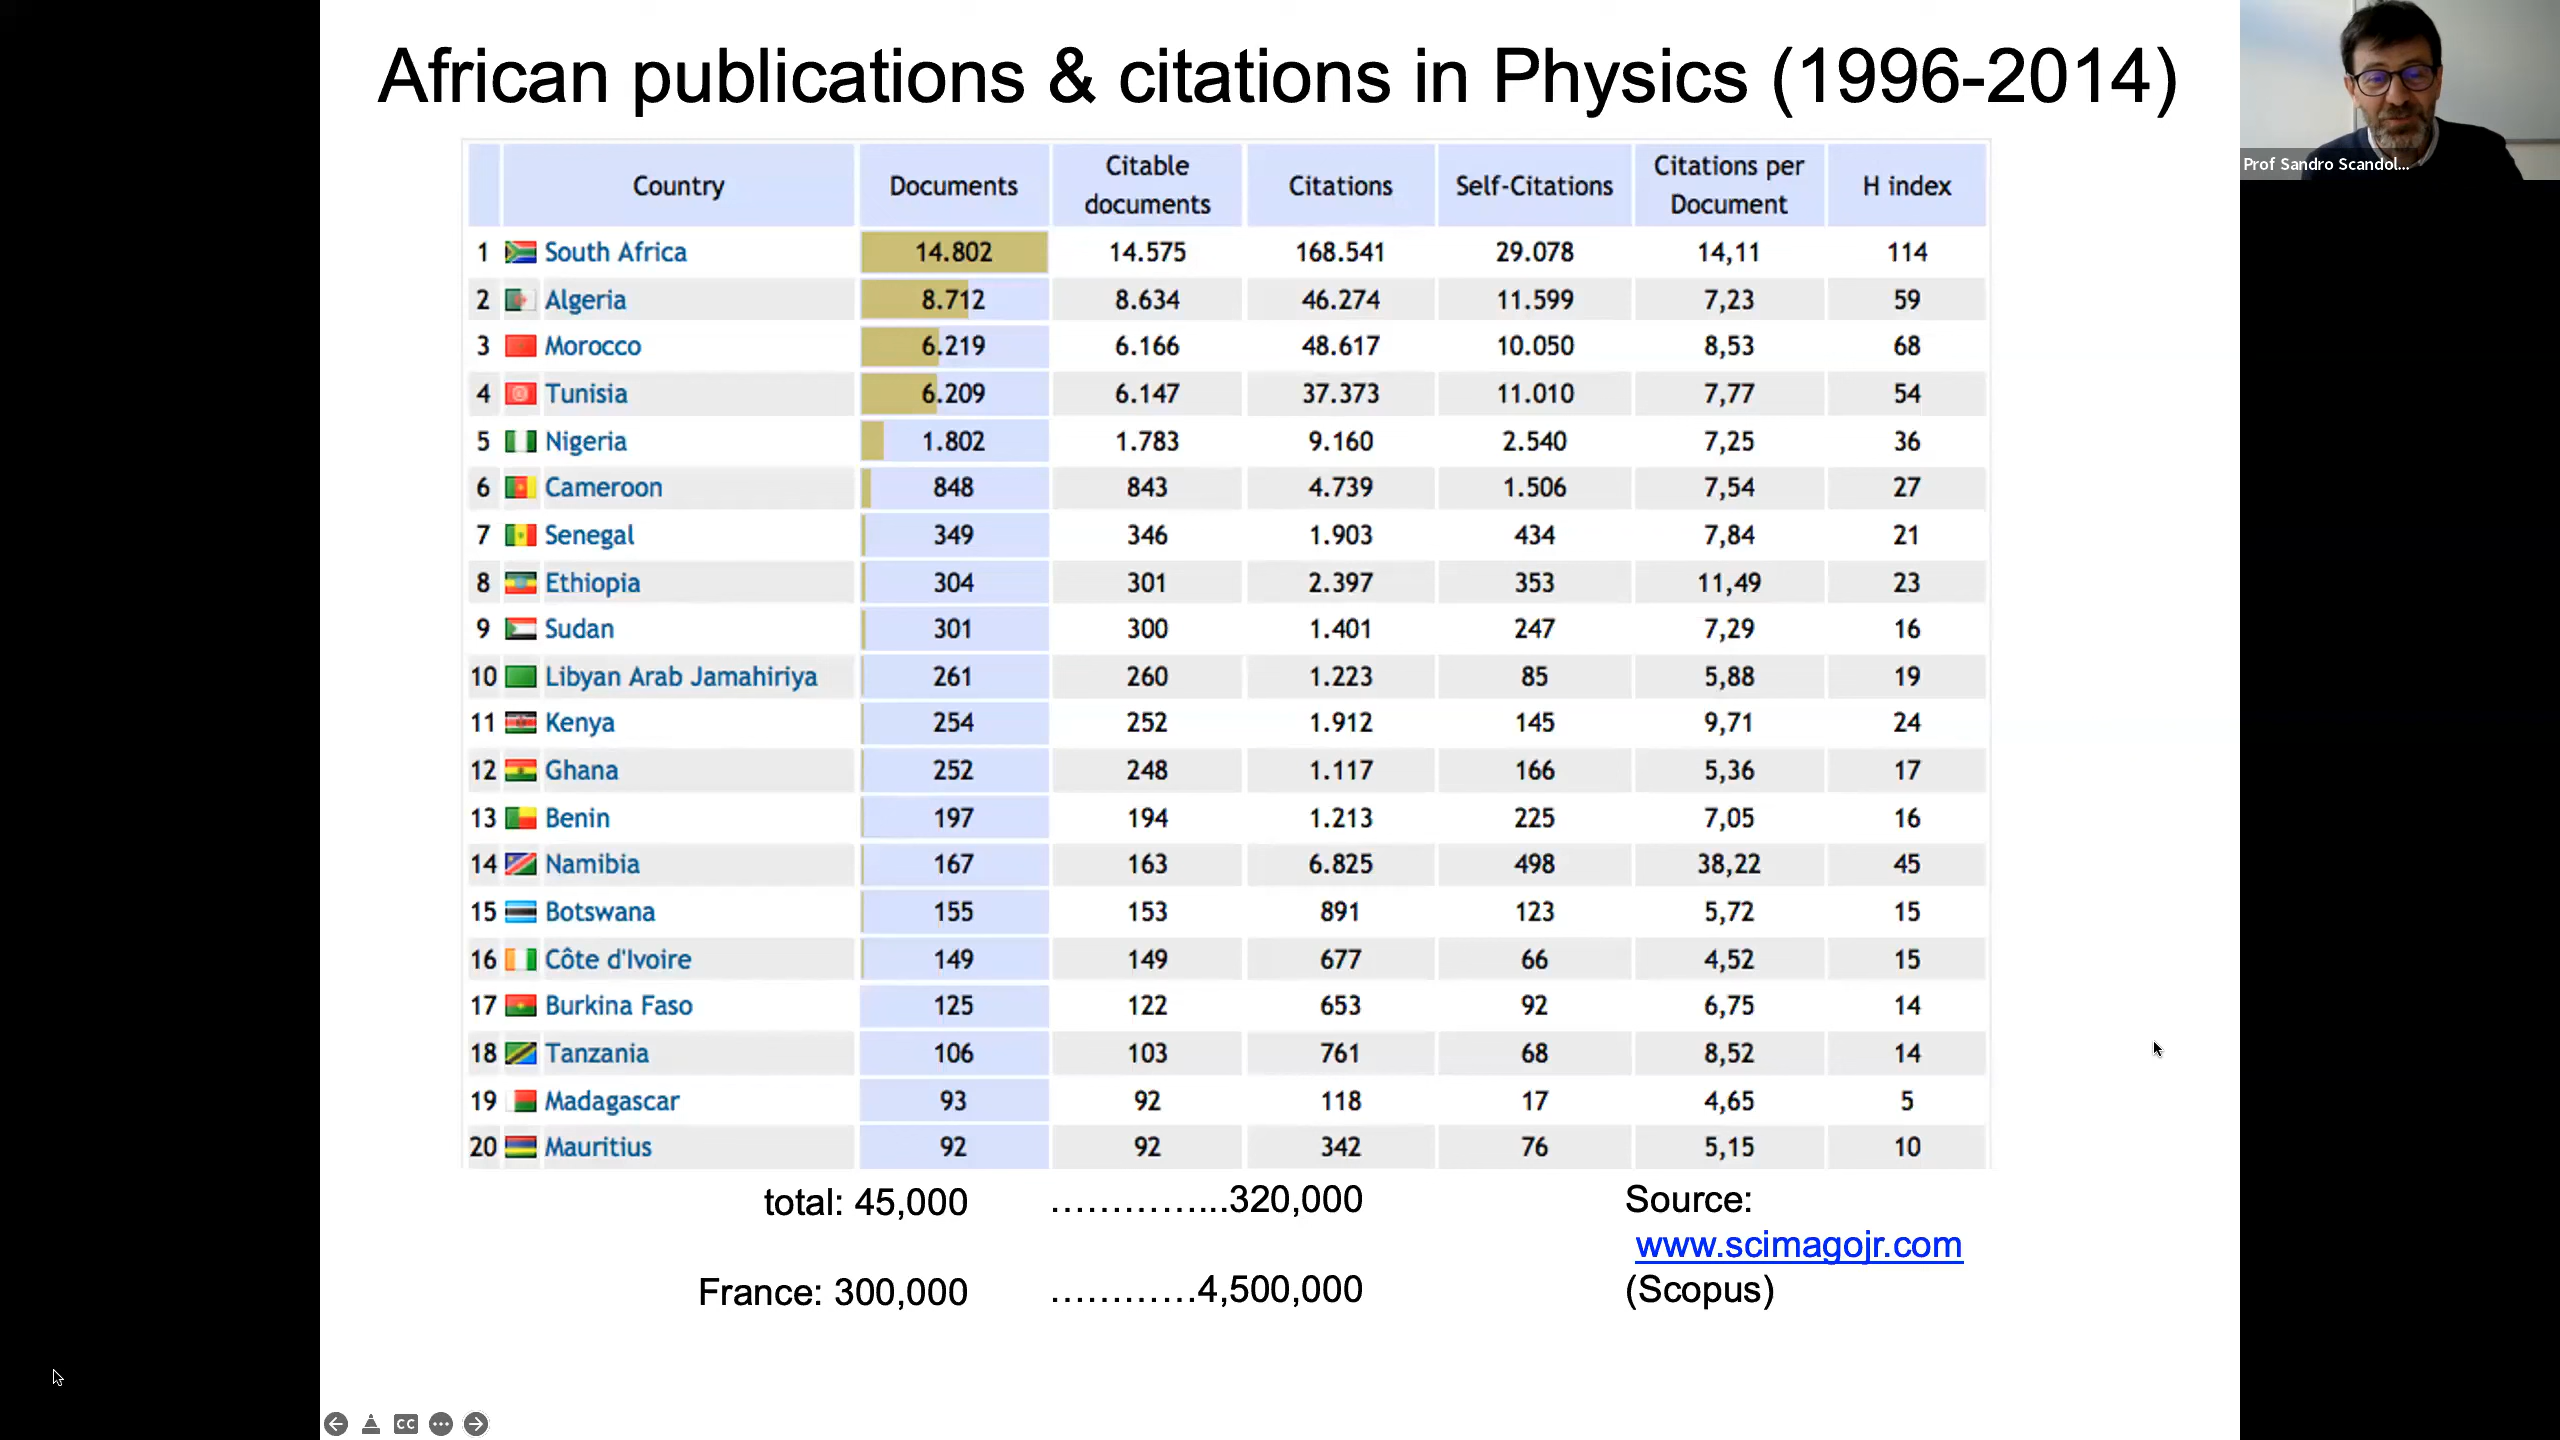 African publications & citations in Physics (1996-2014)
Prof Sandro Scandol...
Country Documents Citable documents Citations Self-Citations Citations per Document H index
1 South Africa 14.802 14.575 168.541 29.078 14,11 114
2 Algeria 8.712 8.634 46.274 11.599 7,23 59
3 Morocco 6.219 6.166 48.617 10.050 8,53 68
4 Tunisia 6.209 6.147 37.373 11.010 7,77 54
5 Nigeria 1.802 1.783 9.160 2.540 7,25 36
6 Cameroon 848 843 4.739 1.506 7,54 27
7 Senegal 349 346 1.903 434 7,84 21
8 Ethiopia 304 301 2.397 353 11,49 23
9 Sudan 301 300 1.401 247 7,29 16
10 Libyan Arab Jamahiriya 261 260 1.223 85 5,88 19
11 Kenya 254 252 1.912 145 9,71 24
12 Ghana 252 248 1.117 166 5,36 17
13 Benin 197 194 1.213 225 7,05 16
14 Namibia 167 163 6.825 498 38,22 45
15 Botswana 155 153 891 123 5,72 15
16 Côte d'Ivoire 149 149 677 66 4,52 15
17 Burkina Faso 125 122 653 92 6,75 14
18 Tanzania 106 103 761 68 8,52 14
19 Madagascar 93 92 118 17 4,65 5
20 Mauritius 92 92 342 76 5,15 10
total: 45,000 ……………...320,000
France: 300,000 …………4,500,000
Source:
www.scimagojr.com
(Scopus)
CC